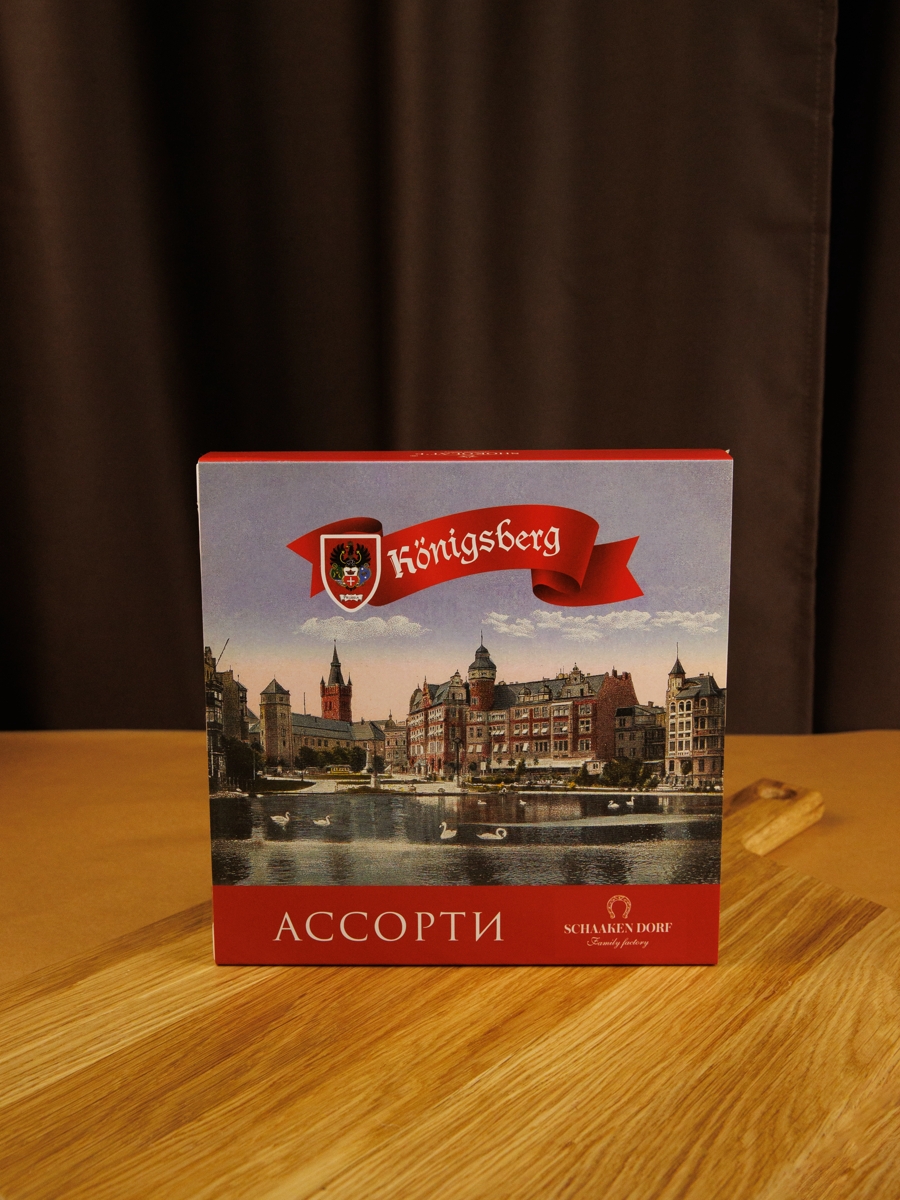 Königsberg
АССОРТИ
SCHAAKEN DORF
Family factory